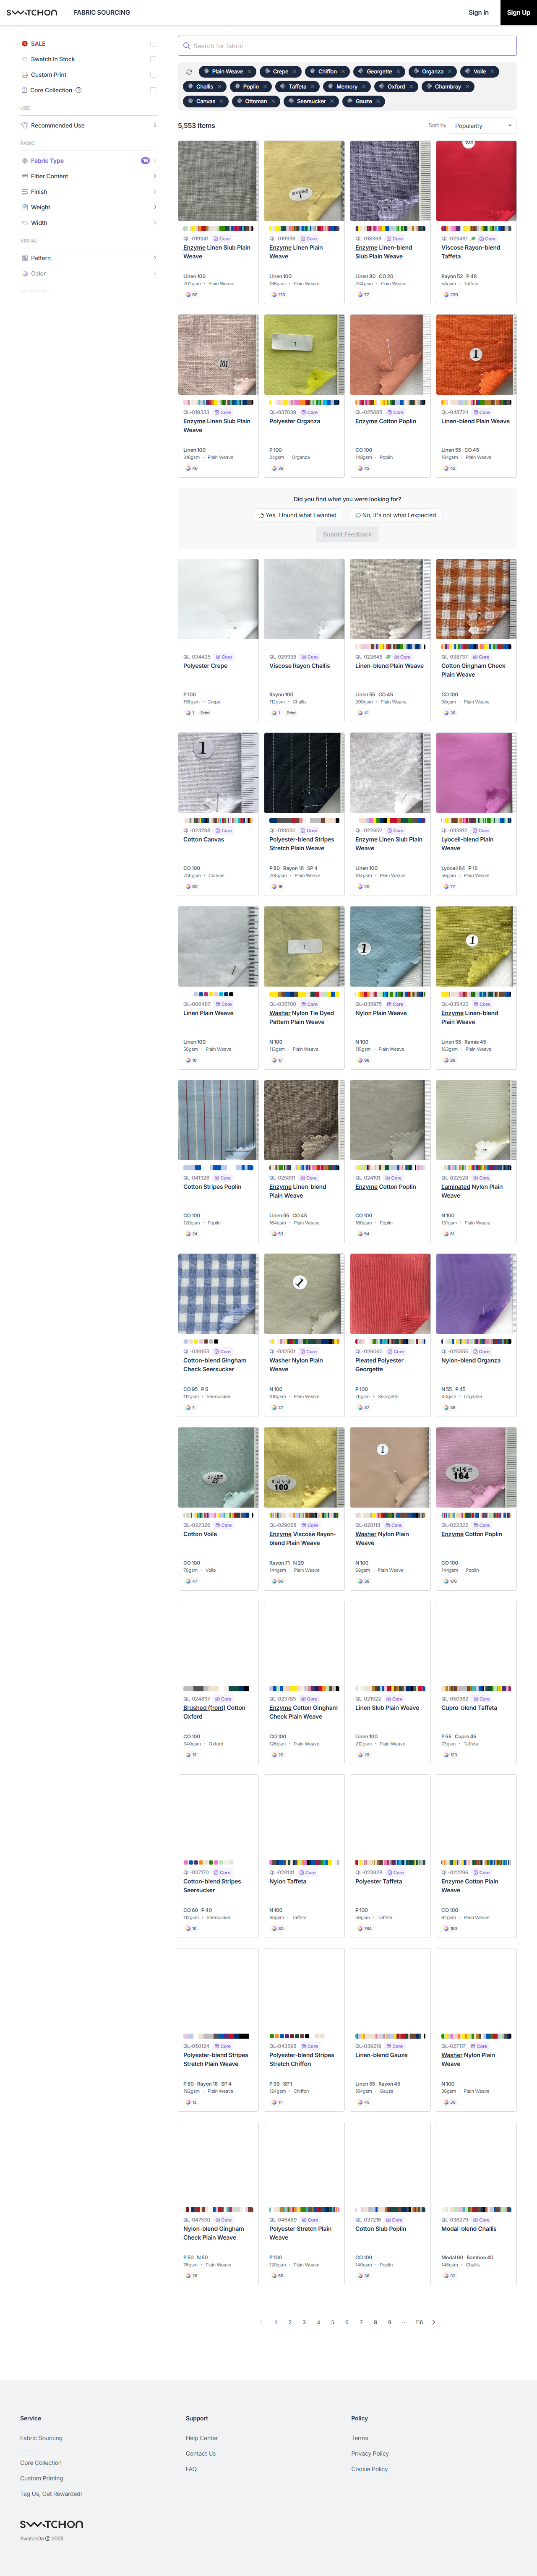 SWATCHON
FABRIC SOURCING
Sign In
Sign Up
SALE
Swatch In Stock
Custom Print
Core Collection
USE
Recommended Use
BASIC
Fabric Type
16
Fiber Content
Finish
Weight
Width
VISUAL
Pattern
Color
Search for fabric
Plain Weave
Crepe
Chiffon
Georgette
Organza
Voile
Challis
Poplin
Taffeta
Memory
Oxford
Chambray
Canvas
Ottoman
Seersucker
Gauze
5,553 Items
Sort by
Popularity
QL-019341 Core
Enzyme Linen Slub Plain
Weave
Linen 100
202gsm · Plain Weave
62
QL-019338 Core
Enzyme Linen Plain
Weave
Linen 100
136gsm · Plain Weave
210
QL-018368 Core
Enzyme Linen-blend
Slub Plain Weave
Linen 80 CO 20
234gsm · Plain Weave
77
QL-023481 Core
Viscose Rayon-blend
Taffeta
Rayon 52 P 48
54gsm · Taffeta
230
QL-019333 Core
Enzyme Linen Slub Plain
Weave
Linen 100
316gsm · Plain Weave
46
QL-037039 Core
Polyester Organza
P 100
24gsm · Organza
39
QL-025685 Core
Enzyme Cotton Poplin
CO 100
148gsm · Poplin
42
QL-048724 Core
Linen-blend Plain Weave
Linen 55 CO 45
184gsm · Plain Weave
42
Did you find what you were looking for?
Yes, I found what I wanted
No, It's not what I expected
Submit Feedback
QL-034425 Core
Polyester Crepe
P 100
158gsm · Crepe
1 Print
QL-029938 Core
Viscose Rayon Challis
Rayon 100
112gsm · Challis
1 Print
QL-022648 Core
Linen-blend Plain Weave
Linen 55 CO 45
200gsm · Plain Weave
41
QL-038737 Core
Cotton Gingham Check
Plain Weave
CO 100
98gsm · Plain Weave
38
QL-023298 Core
Cotton Canvas
CO 100
236gsm · Canvas
80
QL-013030 Core
Polyester-blend Stripes
Stretch Plain Weave
P 80 Rayon 16 SP 4
208gsm · Plain Weave
16
QL-022652 Core
Enzyme Linen Slub Plain
Weave
Linen 100
184gsm · Plain Weave
20
QL-033912 Core
Lyocell-blend Plain
Weave
Lyocell 84 P 16
56gsm · Plain Weave
77
QL-008487 Core
Linen Plain Weave
Linen 100
56gsm · Plain Weave
10
QL-035700 Core
Washer Nylon Tie Dyed
Pattern Plain Weave
N 100
113gsm · Plain Weave
17
QL-035975 Core
Nylon Plain Weave
N 100
115gsm · Plain Weave
98
QL-035420 Core
Enzyme Linen-blend
Plain Weave
Linen 55 Ramie 45
163gsm · Plain Weave
88
QL-041326 Core
Cotton Stripes Poplin
CO 100
120gsm · Poplin
24
QL-025891 Core
Enzyme Linen-blend
Plain Weave
Linen 55 CO 45
164gsm · Plain Weave
53
QL-024191 Core
Enzyme Cotton Poplin
CO 100
160gsm · Poplin
54
QL-022528 Core
Laminated Nylon Plain
Weave
N 100
131gsm · Plain Weave
51
QL-036153 Core
Cotton-blend Gingham
Check Seersucker
CO 95 P 5
112gsm · Seersucker
7
QL-032501 Core
Washer Nylon Plain
Weave
N 100
108gsm · Plain Weave
27
QL-026060 Core
Pleated Polyester
Georgette
P 100
76gsm · Georgette
37
QL-025355 Core
Nylon-blend Organza
N 55 P 45
40gsm · Organza
38
QL-022326 Core
Cotton Voile
CO 100
76gsm · Voile
47
QL-029068 Core
Enzyme Viscose Rayon-
blend Plain Weave
Rayon 71 N 29
144gsm · Plain Weave
60
QL-028118 Core
Washer Nylon Plain
Weave
N 100
68gsm · Plain Weave
38
QL-022322 Core
Enzyme Cotton Poplin
CO 100
144gsm · Poplin
176
QL-024897 Core
Brushed (front) Cotton
Oxford
CO 100
340gsm · Oxford
13
QL-023785 Core
Enzyme Cotton Gingham
Check Plain Weave
CO 100
126gsm · Plain Weave
20
QL-021522 Core
Linen Slub Plain Weave
Linen 100
212gsm · Plain Weave
29
QL-050382 Core
Cupro-blend Taffeta
P 55 Cupro 45
73gsm · Taffeta
123
QL-037170 Core
Cotton-blend Stripes
Seersucker
CO 60 P 40
112gsm · Seersucker
10
QL-028141 Core
Nylon Taffeta
N 100
68gsm · Taffeta
30
QL-023828 Core
Polyester Taffeta
P 100
59gsm · Taffeta
784
QL-022296 Core
Enzyme Cotton Plain
Weave
CO 100
92gsm · Plain Weave
150
QL-050124 Core
Polyester-blend Stripes
Stretch Plain Weave
P 80 Rayon 16 SP 4
192gsm · Plain Weave
12
QL-043598 Core
Polyester-blend Stripes
Stretch Chiffon
P 99 SP 1
124gsm · Chiffon
11
QL-039219 Core
Linen-blend Gauze
Linen 55 Rayon 45
184gsm · Gauze
45
QL-027117 Core
Washer Nylon Plain
Weave
N 100
36gsm · Plain Weave
30
QL-047530 Core
Nylon-blend Gingham
Check Plain Weave
P 50 N 50
76gsm · Plain Weave
28
QL-046489 Core
Polyester Stretch Plain
Weave
P 100
120gsm · Plain Weave
58
QL-037216 Core
Cotton Slub Poplin
CO 100
140gsm · Poplin
38
QL-038279 Core
Modal-blend Challis
Modal 60 Bamboo 40
148gsm · Challis
32
1 2 3 4 5 6 7 8 9 ··· 116
Service
Fabric Sourcing
Core Collection
Custom Printing
Tag Us, Get Rewarded!
Support
Help Center
Contact Us
FAQ
Policy
Terms
Privacy Policy
Cookie Policy
SWATCHON
SwatchOn ⓒ 2025